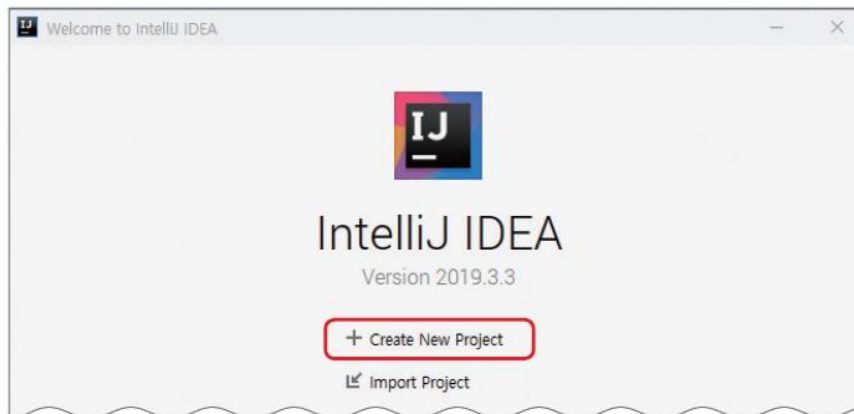 Welcome to IntelliJ IDEA
IJ
IntelliJ IDEA
Version 2019.3.3
+ Create New Project
Import Project